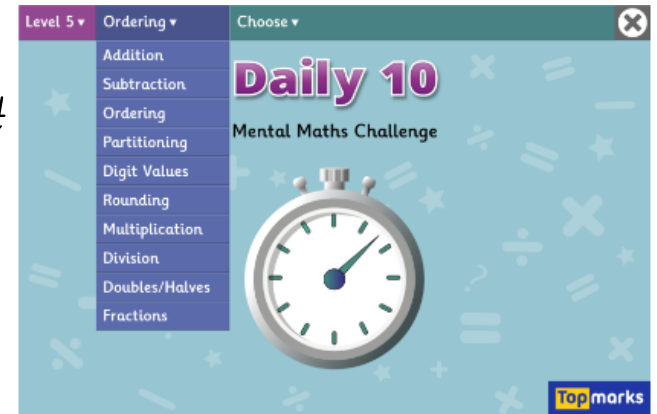 Level 5 ▾ Ordering ▾ Choose ▾
Addition
Subtraction
Ordering
Partitioning
Digit Values
Rounding
Multiplication
Division
Doubles/Halves
Fractions
Daily 10
Mental Maths Challenge
Topmarks